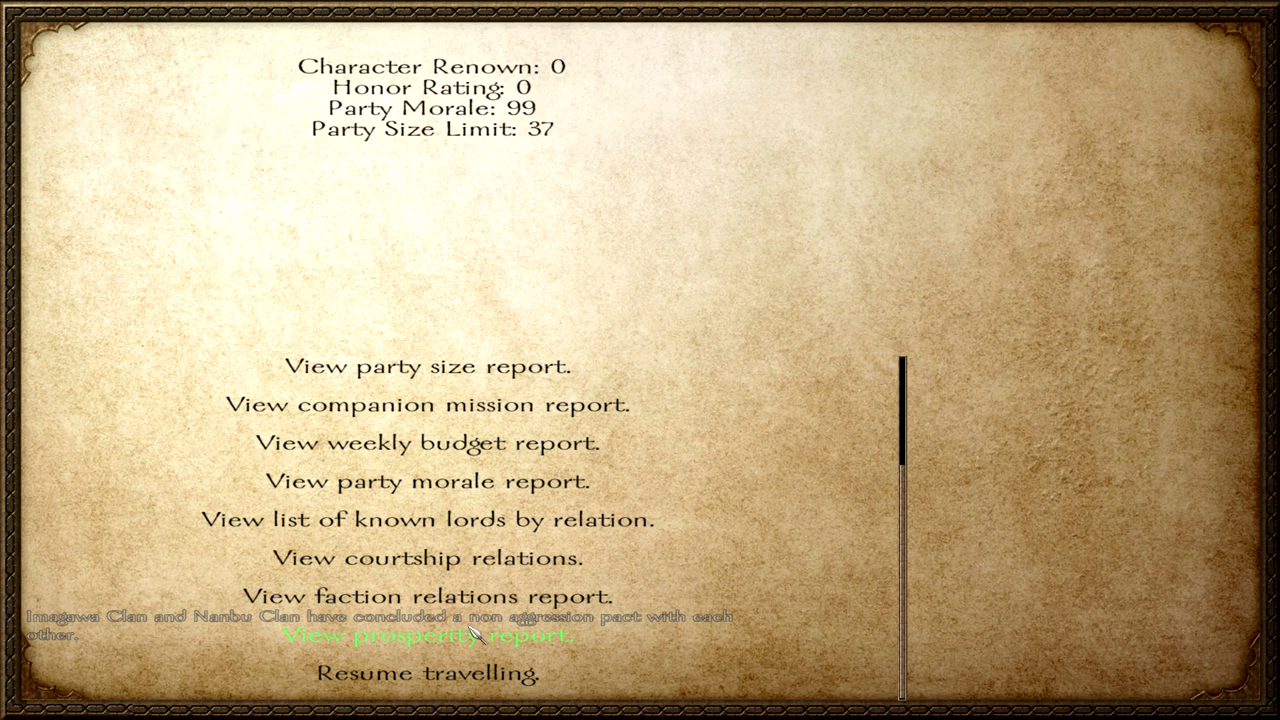 Character Renown: 0
Honor Rating: 0
Party Morale: 99
Party Size Limit: 37
View party size report.
View companion mission report.
View weekly budget report.
View party morale report.
View list of known lords by relation.
View courtship relations.
View faction relations report.
Imagawa Clan and Nanbu Clan have concluded a non aggression pact with each
other.
View prosperity report.
Resume travelling.